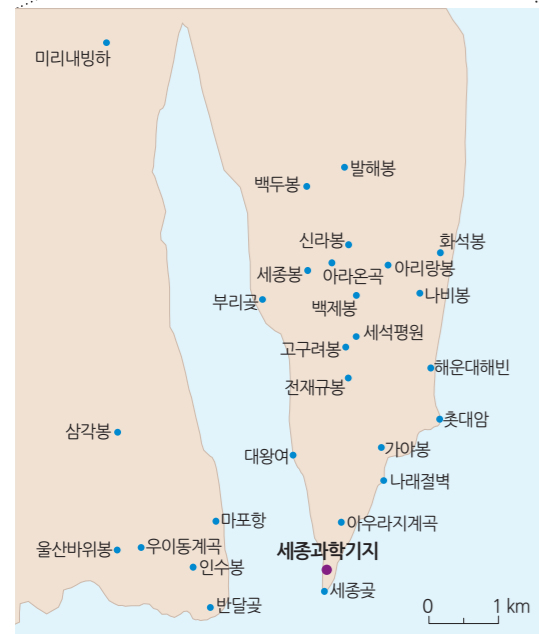 미리내빙하
발해봉
백두봉
신라봉
화석봉
세종봉
아라온곡
아리랑봉
부리곶
백제봉
나비봉
세석평원
고구려봉
해운대해빈
전재규봉
촛대암
삼각봉
대왕여
가야봉
나래절벽
마포항
아우라지계곡
울산바위봉
우이동계곡
세종과학기지
인수봉
세종곶
반달곶
0 1 km